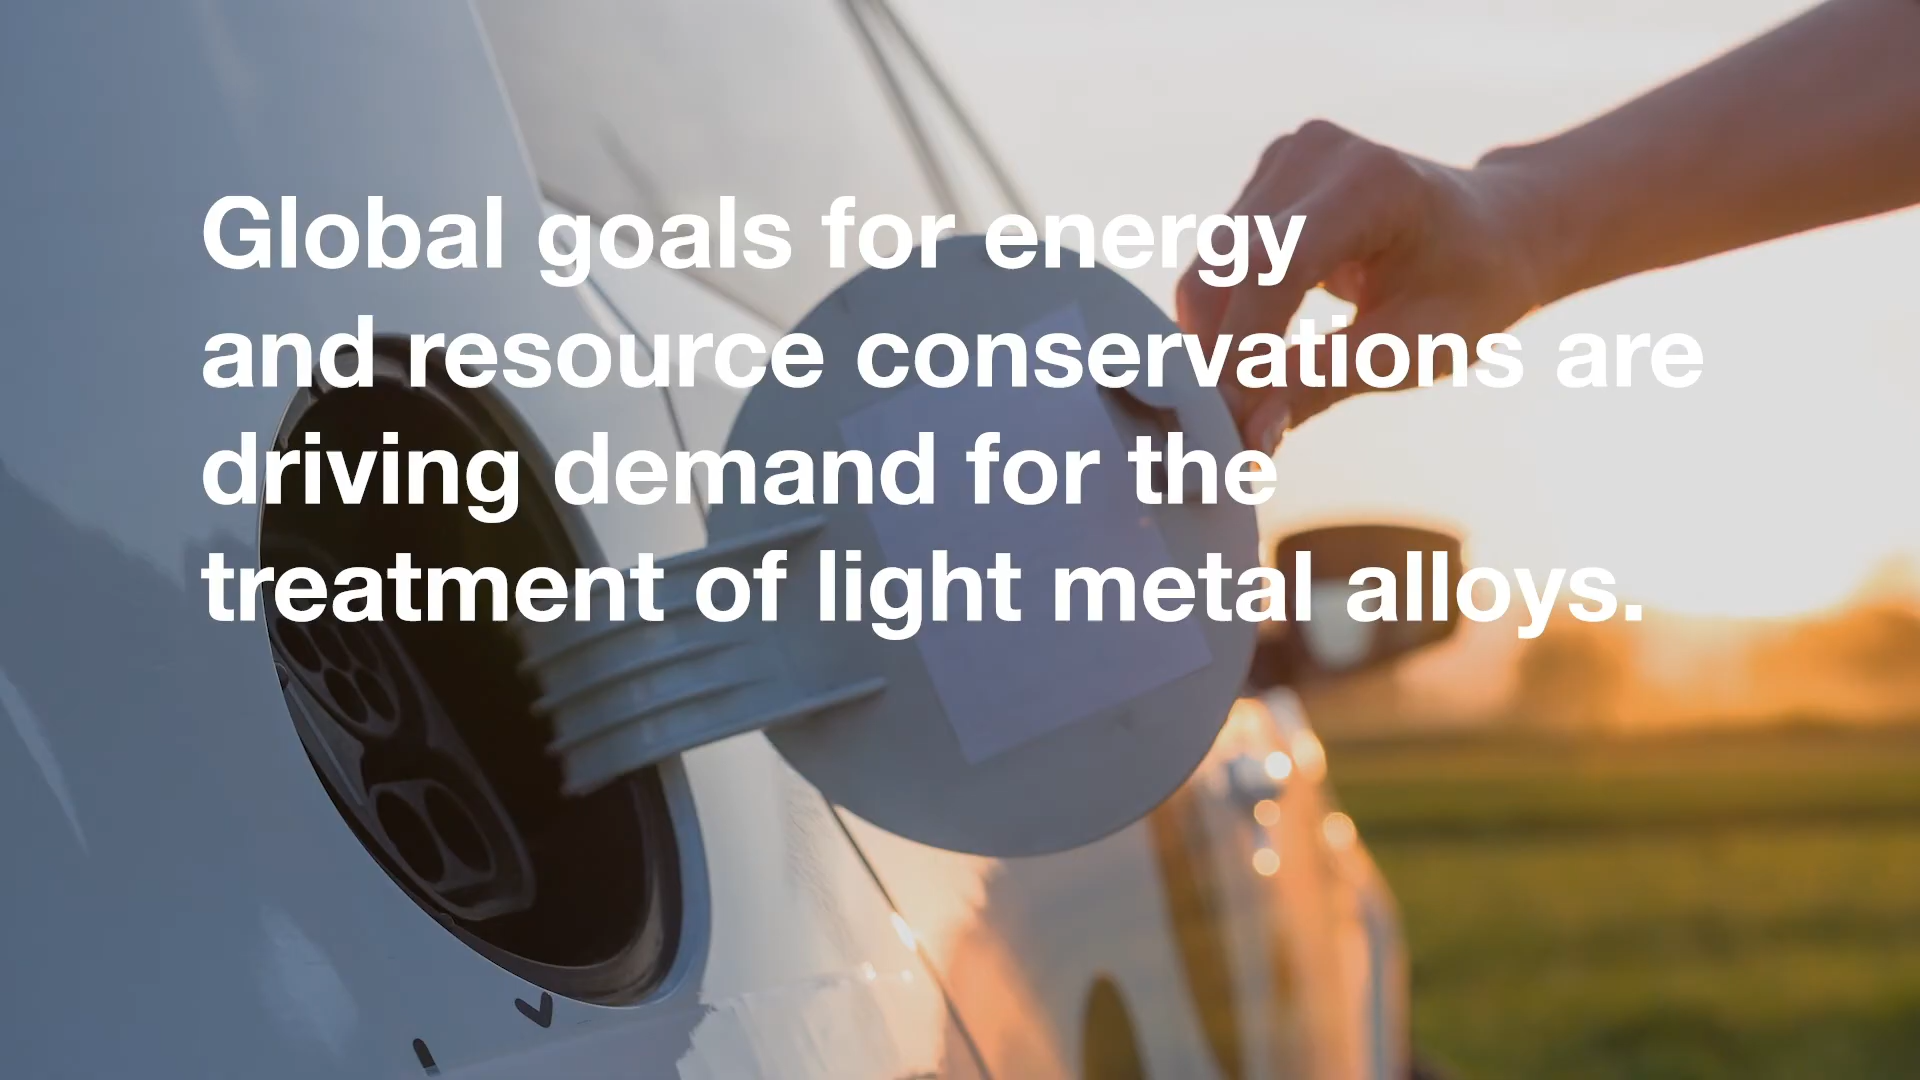 Global goals for energy
and resource conservations are
driving demand for the
treatment of light metal alloys.